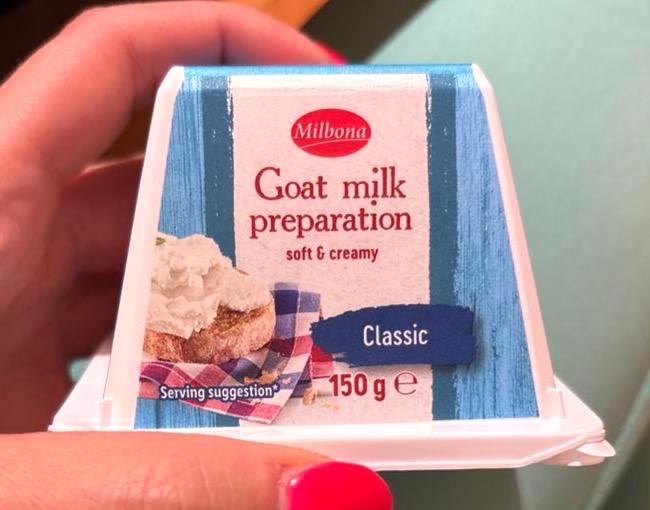 Milbona
Goat milk
preparation
soft & creamy
Classic
150 g ℮
Serving suggestion*